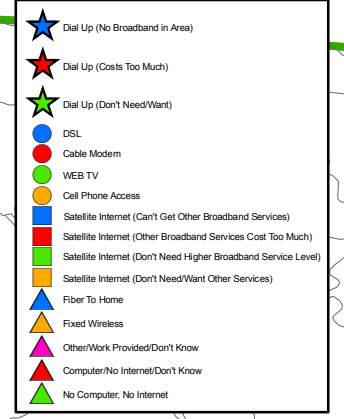 Dial Up (No Broadband in Area)
Dial Up (Costs Too Much)
Dial Up (Don't Need/Want)
DSL
Cable Modem
WEB TV
Cell Phone Access
Satellite Internet (Can't Get Other Broadband Services)
Satellite Internet (Other Broadband Services Cost Too Much)
Satellite Internet (Don't Need Higher Broadband Service Level)
Satellite Internet (Don't Need/Want Other Services)
Fiber To Home
Fixed Wireless
Other/Work Provided/Don't Know
Computer/No Internet/Don't Know
No Computer, No Internet